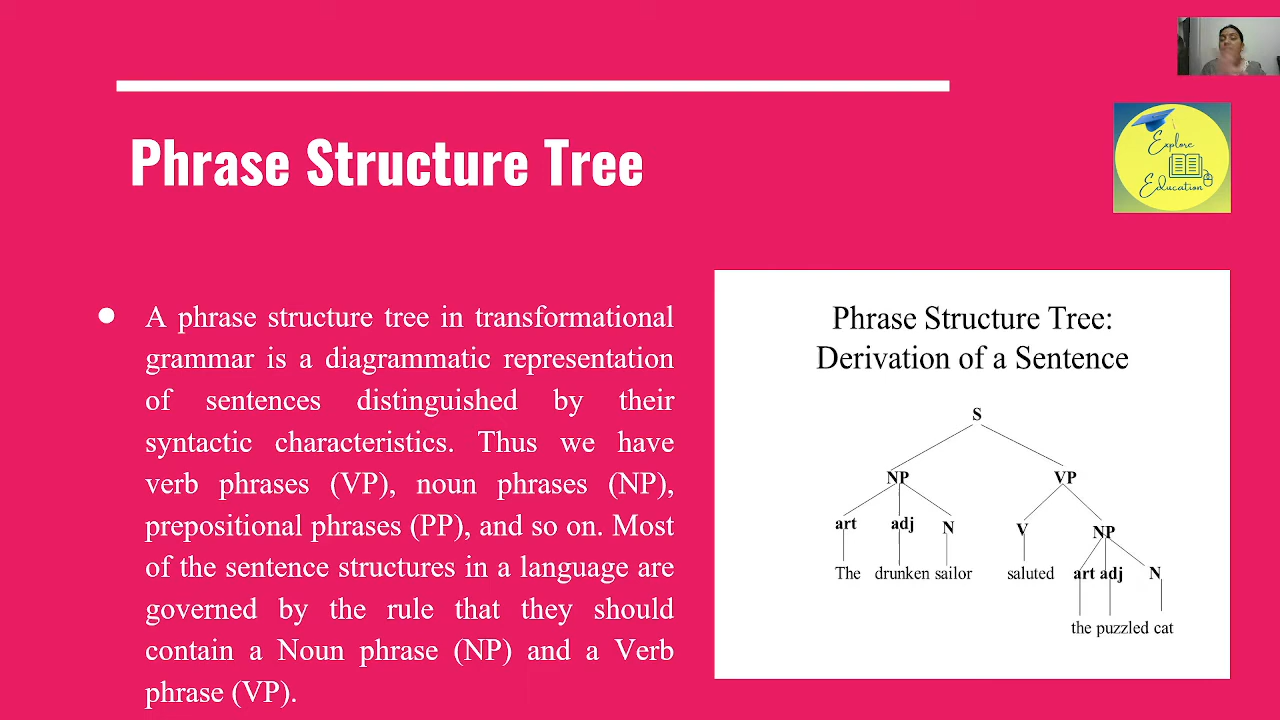 Phrase Structure Tree
Explore
Education
● A phrase structure tree in transformational
grammar is a diagrammatic representation
of sentences distinguished by their
syntactic characteristics. Thus we have
verb phrases (VP), noun phrases (NP),
prepositional phrases (PP), and so on. Most
of the sentence structures in a language are
governed by the rule that they should
contain a Noun phrase (NP) and a Verb
phrase (VP).
Phrase Structure Tree:
Derivation of a Sentence
S
NP VP
art adj N V NP
The drunken sailor saluted art adj N
the puzzled cat